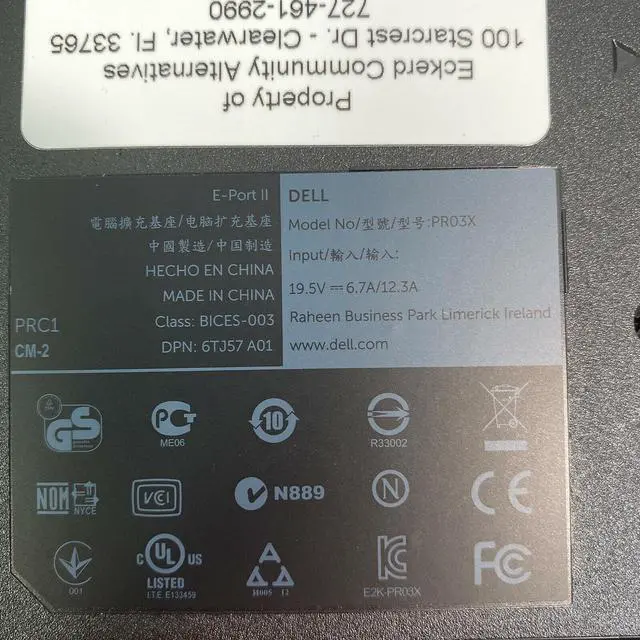 Property of
Eckerd Community Alternatives
100 Starcrest Dr. - Clearwater, Fl. 33765
727-461-2990
E-Port II
電腦擴充基座/电脑扩充基座
中國製造/中国制造
HECHO EN CHINA
MADE IN CHINA
Class: BICES-003
DPN: 6TJ57 A01
PRC1
CM-2
DELL
Model No/型號/型号:PR03X
Input/輸入/输入:
19.5V⎓6.7A/12.3A
Raheen Business Park Limerick Ireland
www.dell.com
GS
PCT
ME06
10
R33002
NOM
NYCE
VCI
N889
N
CE
001
C UL US
LISTED
I.T.E E133459
H005 12
KC
E2K-PR03X
FC